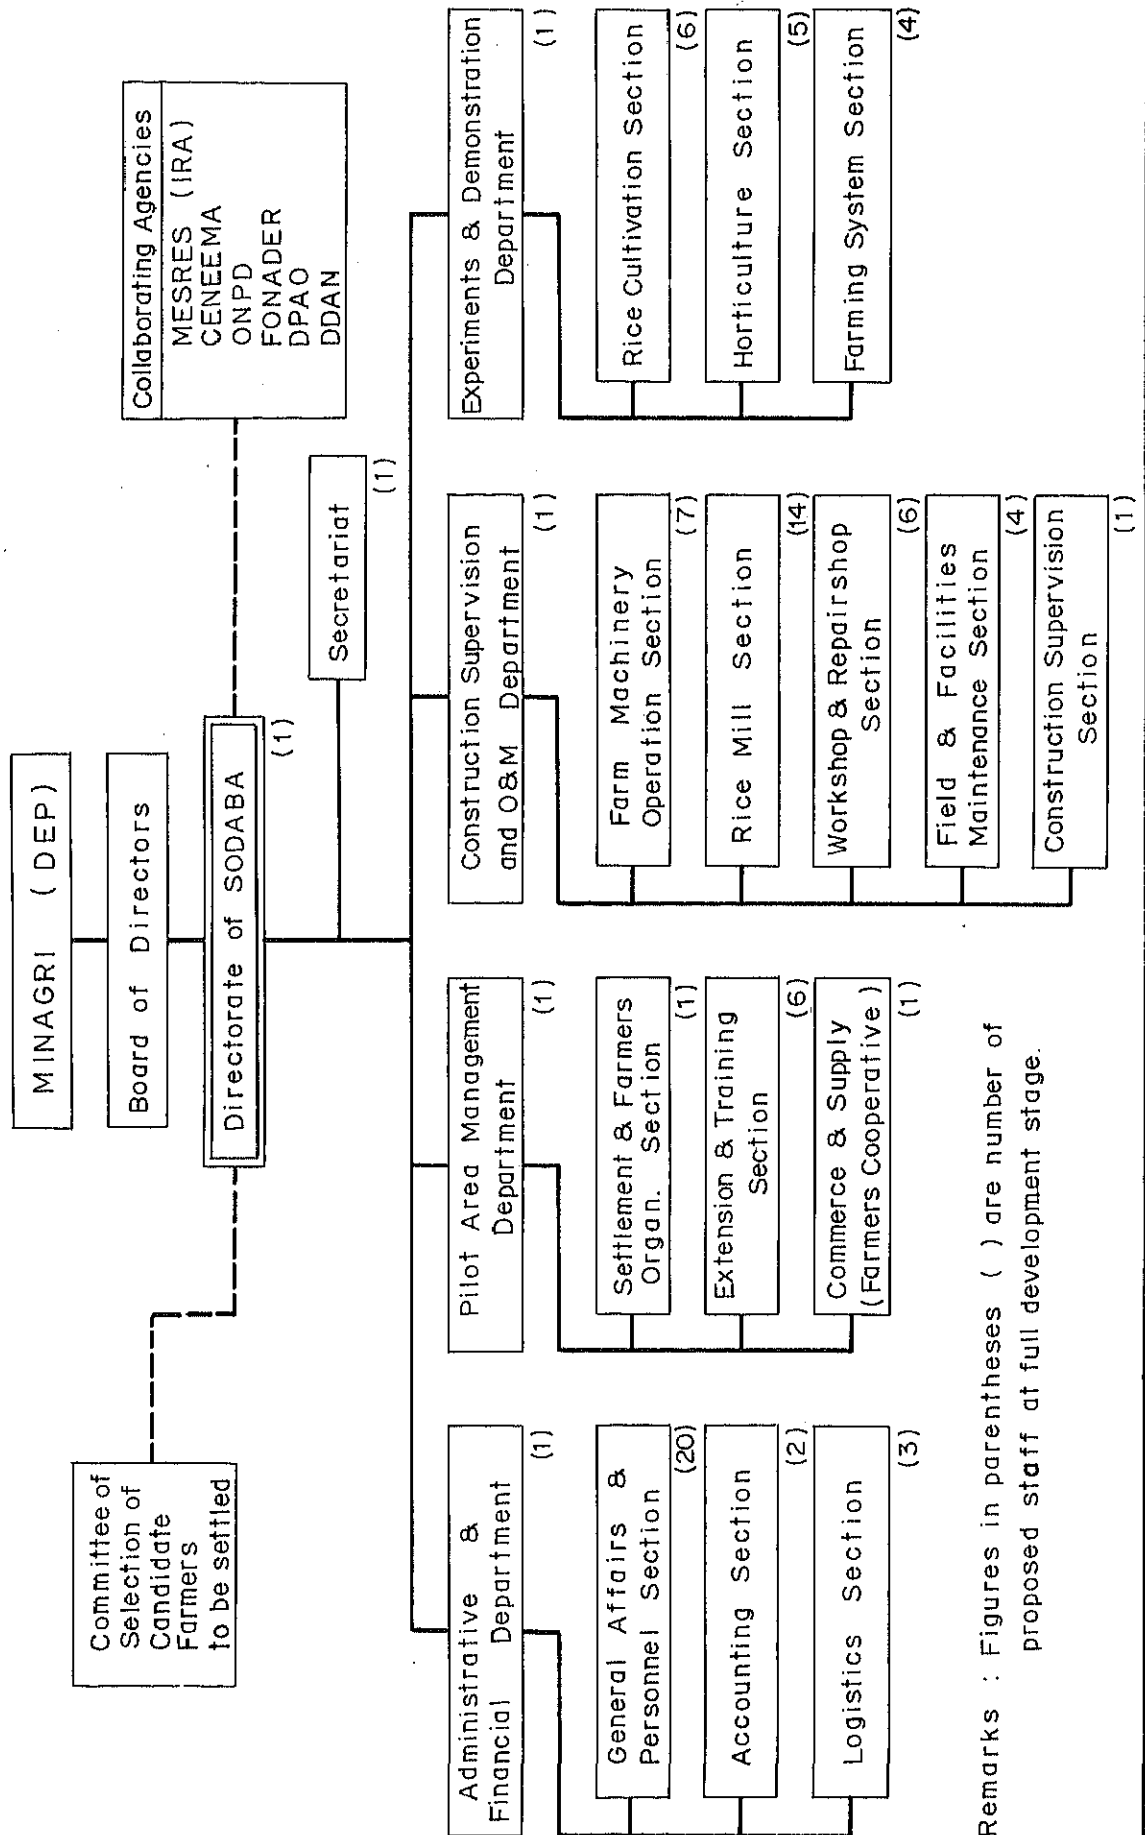 MINAGRI (DEP)
Board of Directors
Directorate of SODABA
(1)
Committee of
Selection of
Candidate
Farmers
to be settled
Collaborating Agencies
MESRES (IRA)
CENEEMA
ONPD
FONADER
DPAO
DDAN
Secretariat
(1)
Administrative &
Financial Department
(1)
General Affairs &
Personnel Section
(20)
Accounting Section
(2)
Logistics Section
(3)
Pilot Area Management
Department
(1)
Settlement & Farmers
Organ. Section
(1)
Extension & Training
Section
(6)
Commerce & Supply
(Farmers Cooperative)
(1)
Construction Supervision
and O&M Department
(1)
Farm Machinery
Operation Section
(7)
Rice Mill Section
(14)
Workshop & Repairshop
Section
(6)
Field & Facilities
Maintenance Section
(4)
Construction Supervision
Section
(1)
Experiments & Demonstration
Department
(1)
Rice Cultivation Section
(6)
Horticulture Section
(5)
Farming System Section
(4)
Remarks : Figures in parentheses ( ) are number of
proposed staff at full development stage.